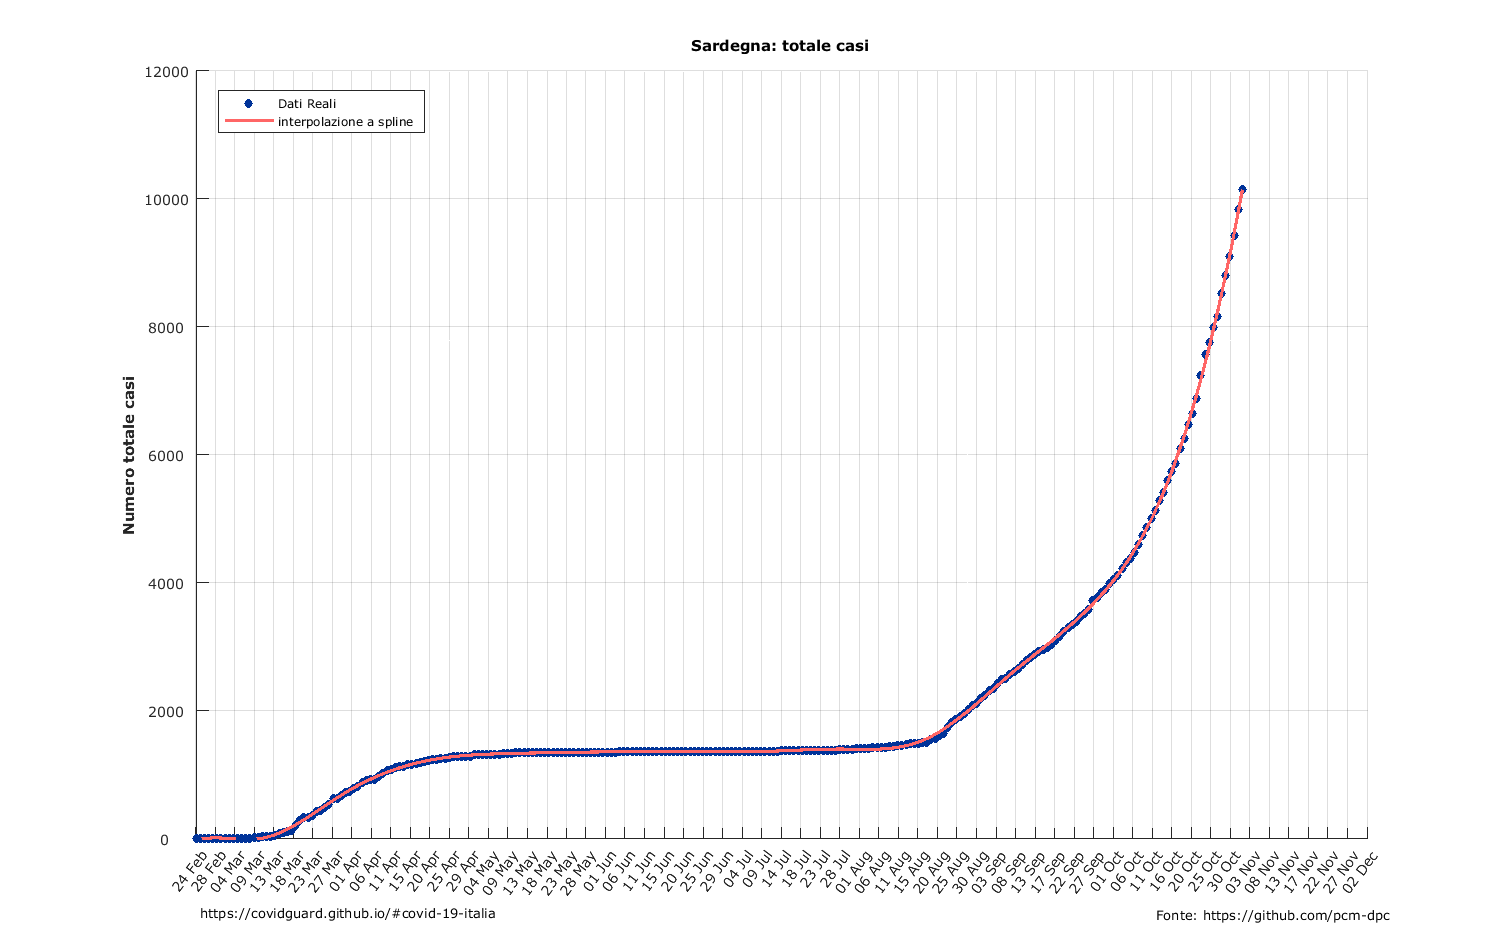 Sardegna: totale casi
12000
10000
8000
6000
4000
2000
0
Numero totale casi
Dati Reali
interpolazione a spline
24 Feb
28 Feb
04 Mar
09 Mar
13 Mar
18 Mar
23 Mar
27 Mar
01 Apr
06 Apr
11 Apr
15 Apr
20 Apr
25 Apr
29 Apr
04 May
09 May
13 May
18 May
23 May
28 May
01 Jun
06 Jun
11 Jun
15 Jun
20 Jun
25 Jun
29 Jun
04 Jul
09 Jul
14 Jul
18 Jul
23 Jul
28 Jul
01 Aug
06 Aug
11 Aug
15 Aug
20 Aug
25 Aug
30 Aug
03 Sep
08 Sep
13 Sep
17 Sep
22 Sep
27 Sep
01 Oct
06 Oct
11 Oct
16 Oct
20 Oct
25 Oct
30 Oct
03 Nov
08 Nov
13 Nov
17 Nov
22 Nov
27 Nov
02 Dec
https://covidguard.github.io/#covid-19-italia
Fonte: https://github.com/pcm-dpc